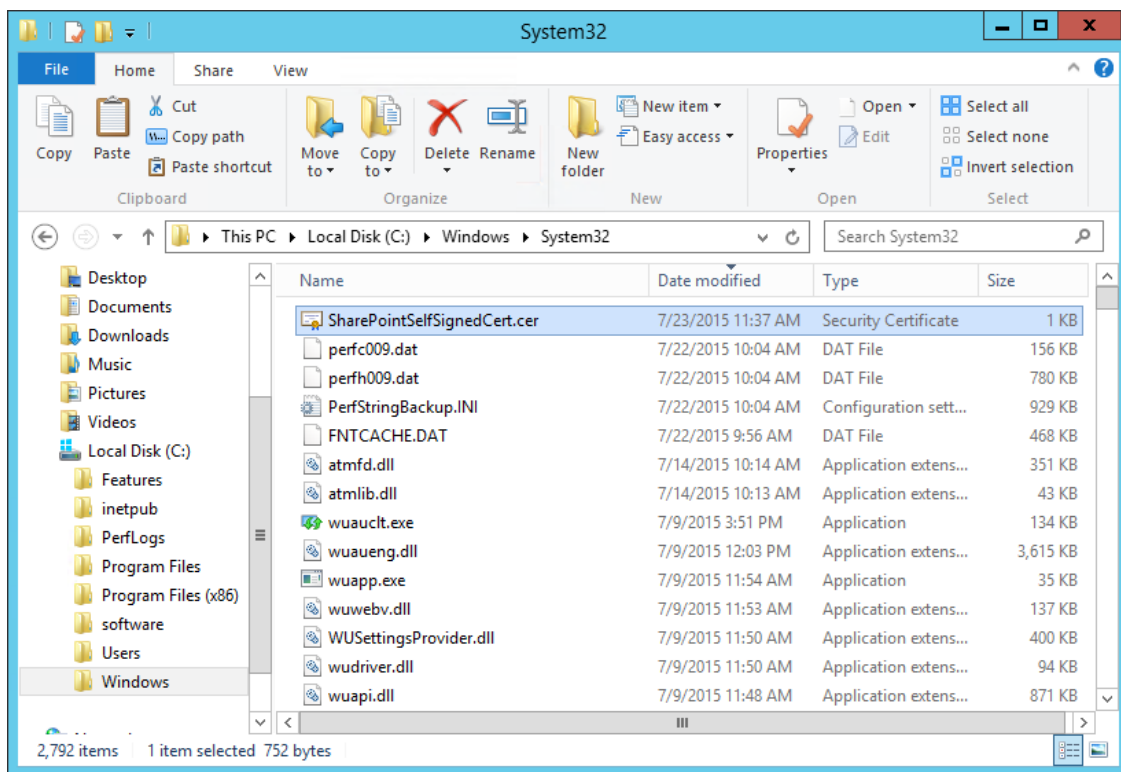 System32
File Home Share View
Copy
Paste
Cut
Copy path
Paste shortcut
Clipboard
Move to
Copy to
Delete
Rename
Organize
New folder
New item
Easy access
New
Properties
Open
Edit
Open
Select all
Select none
Invert selection
Select
This PC Local Disk (C:) Windows System32
Search System32
Desktop
Documents
Downloads
Music
Pictures
Videos
Local Disk (C:)
Features
inetpub
PerfLogs
Program Files
Program Files (x86)
software
Users
Windows
Name Date modified Type Size
SharePointSelfSignedCert.cer 7/23/2015 11:37 AM Security Certificate 1 KB
perfc009.dat 7/22/2015 10:04 AM DAT File 156 KB
perfh009.dat 7/22/2015 10:04 AM DAT File 780 KB
PerfStringBackup.INI 7/22/2015 10:04 AM Configuration sett... 929 KB
FNTCACHE.DAT 7/22/2015 9:56 AM DAT File 468 KB
atmfd.dll 7/14/2015 10:14 AM Application extens... 351 KB
atmlib.dll 7/14/2015 10:13 AM Application extens... 43 KB
wuauclt.exe 7/9/2015 3:51 PM Application 134 KB
wuaueng.dll 7/9/2015 12:03 PM Application extens... 3,615 KB
wuapp.exe 7/9/2015 11:54 AM Application 35 KB
wuwebv.dll 7/9/2015 11:53 AM Application extens... 137 KB
WUSettingsProvider.dll 7/9/2015 11:50 AM Application extens... 400 KB
wudriver.dll 7/9/2015 11:50 AM Application extens... 94 KB
wuapi.dll 7/9/2015 11:48 AM Application extens... 871 KB
2,792 items 1 item selected 752 bytes